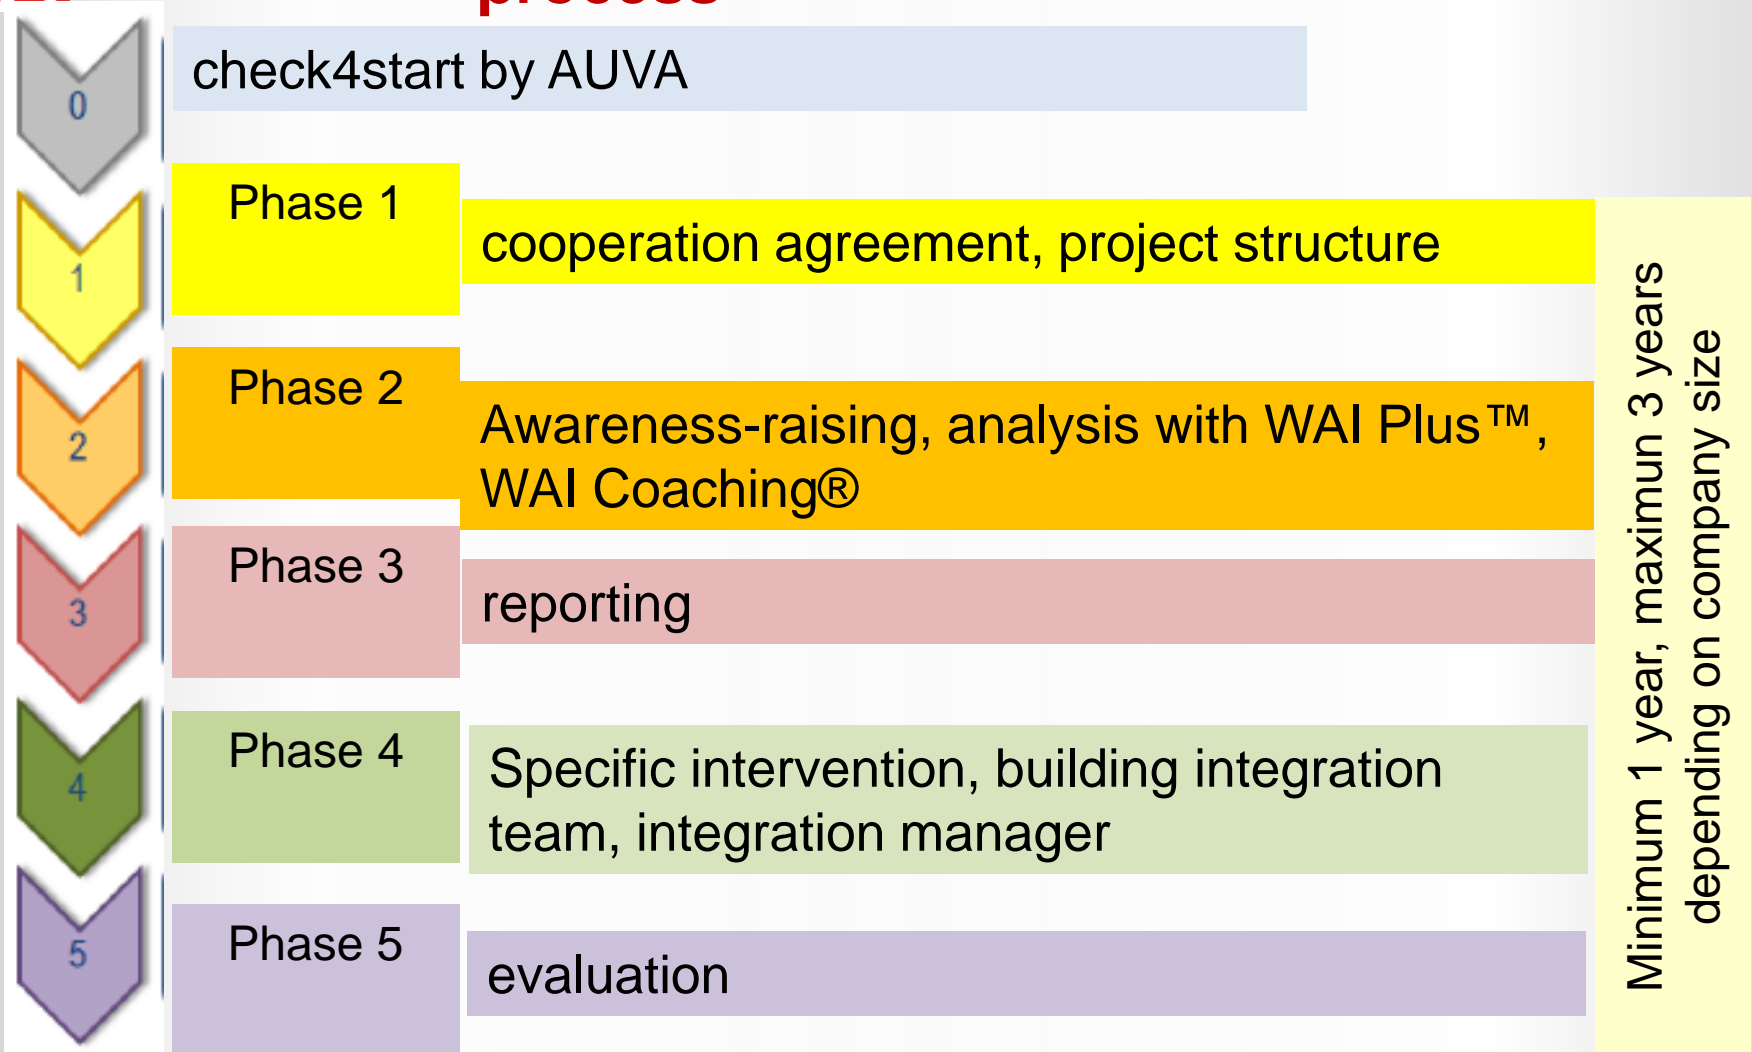 process
0
check4start by AUVA
1
Phase 1
cooperation agreement, project structure
2
Phase 2
Awareness-raising, analysis with WAI Plus™,
WAI Coaching®
3
Phase 3
reporting
4
Phase 4
Specific intervention, building integration
team, integration manager
5
Phase 5
evaluation
Minimum 1 year, maximun 3 years
depending on company size